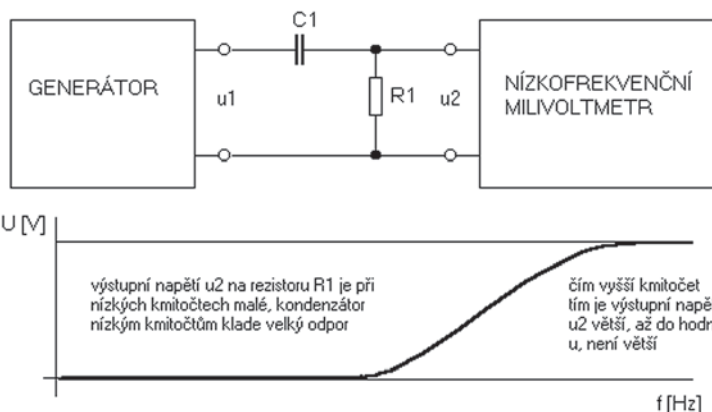 C1
GENERÁTOR
u1
R1
u2
NÍZKOFREKVENČNÍ
MILIVOLTMETR
U [V]
výstupní napětí u2 na rezistoru R1 je při
nízkých kmitočtech malé, kondenzátor
nízkým kmitočtům klade velký odpor
čím vyšší kmitočet
tím je výstupní napě
u2 větší, až do hodn
u, není větší
f [Hz]